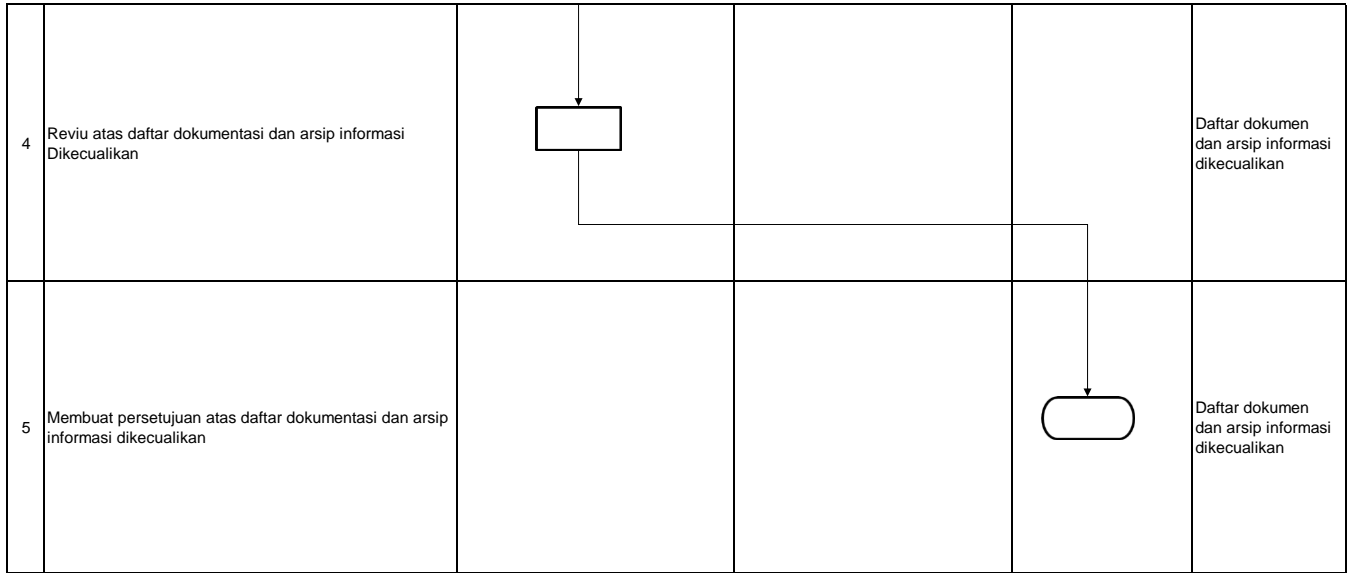 4
Reviu atas daftar dokumentasi dan arsip informasi
Dikecualikan
Daftar dokumen
dan arsip informasi
dikecualikan
5
Membuat persetujuan atas daftar dokumentasi dan arsip
informasi dikecualikan
Daftar dokumen
dan arsip informasi
dikecualikan